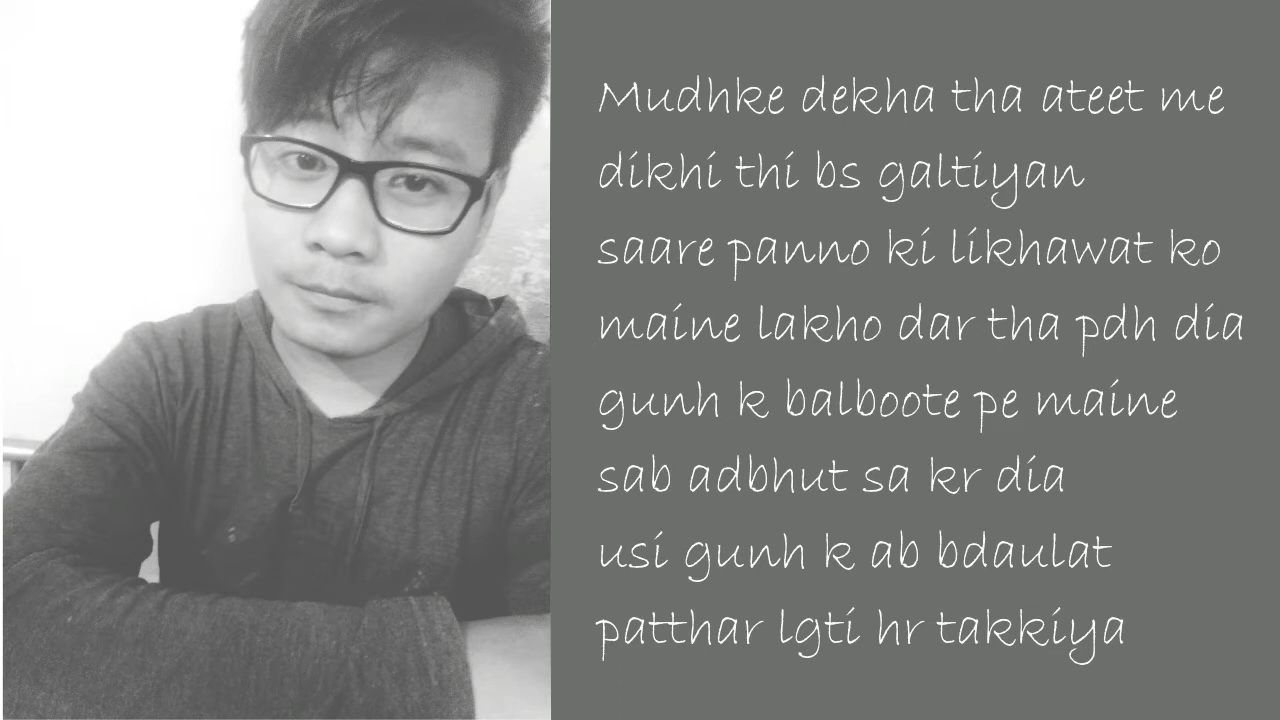 Mudhke dekha tha ateet me
dikhi thi bs galtiyan
saare panno ki likhawat ko
maine lakho dar tha pdh dia
gunh k balboote pe maine
sab adbhut sa kr dia
usi gunh k ab bdaulat
patthar lgti hr takkiya